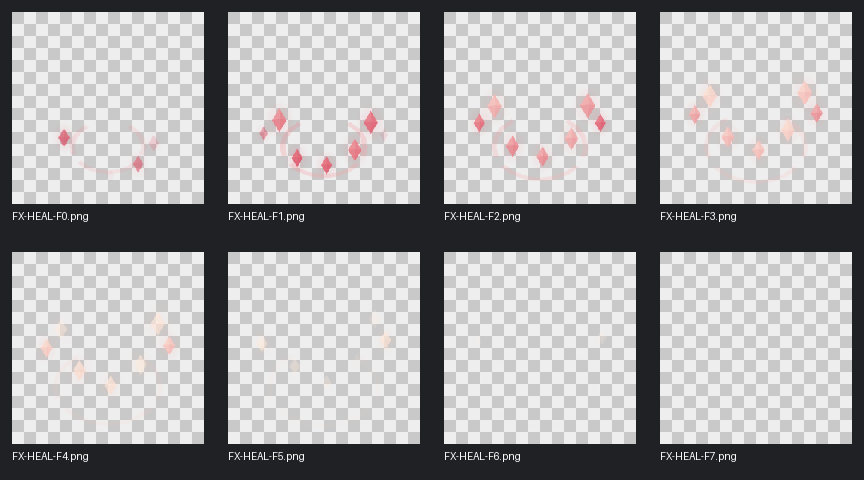 FX-HEAL-F0.png
FX-HEAL-F1.png
FX-HEAL-F2.png
FX-HEAL-F3.png
FX-HEAL-F4.png
FX-HEAL-F5.png
FX-HEAL-F6.png
FX-HEAL-F7.png